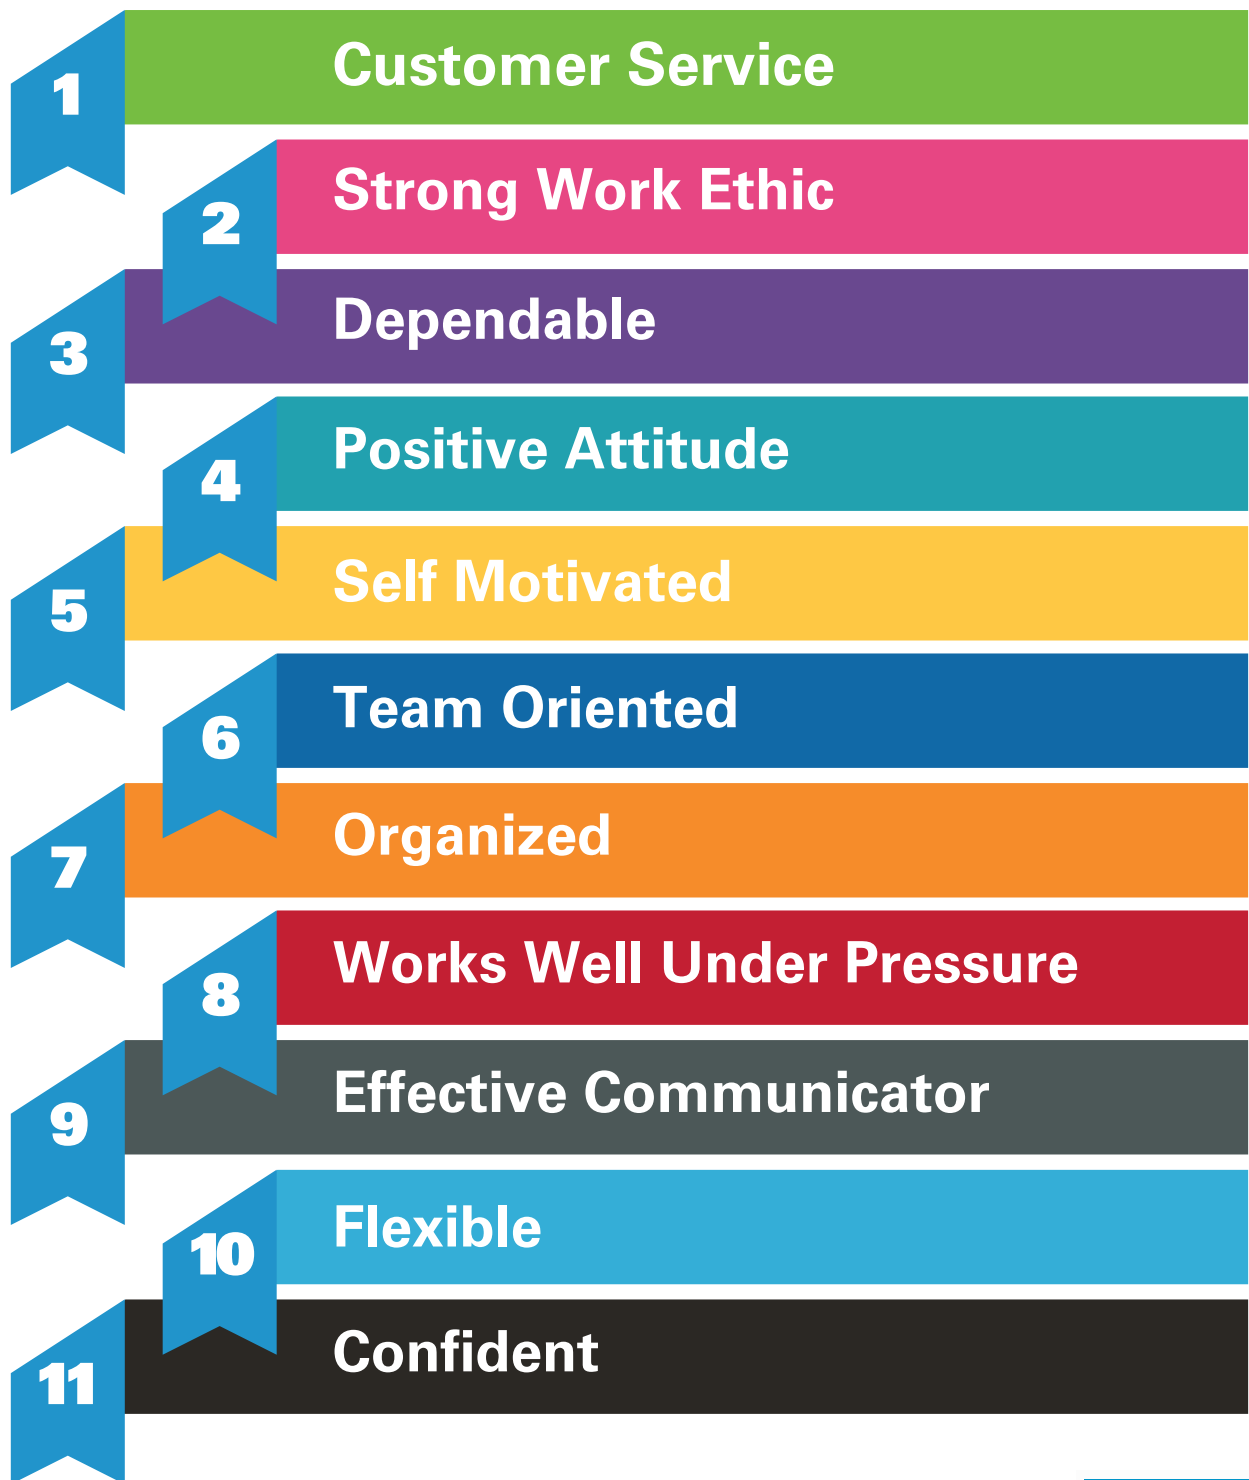 1 Customer Service
2 Strong Work Ethic
3 Dependable
4 Positive Attitude
5 Self Motivated
6 Team Oriented
7 Organized
8 Works Well Under Pressure
9 Effective Communicator
10 Flexible
11 Confident